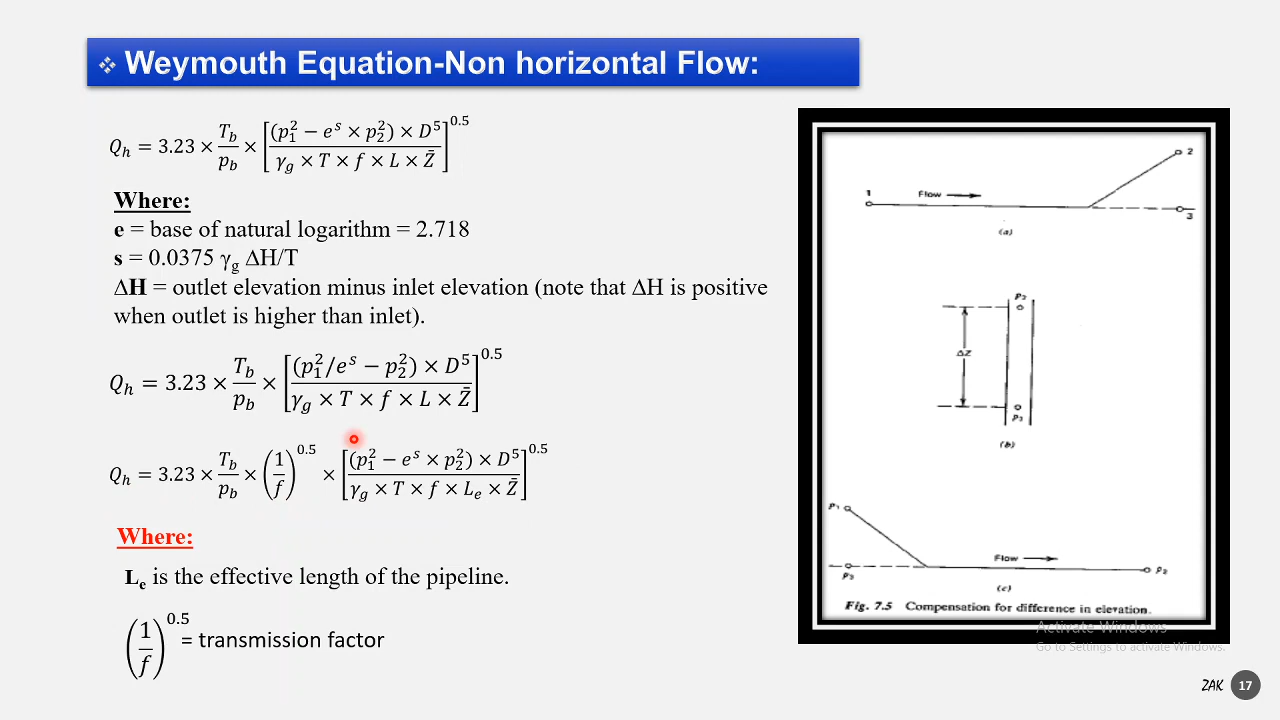 ❖ Weymouth Equation-Non horizontal Flow:
Q_h = 3.23 × T_b/p_b × [(p_1^2 − e^s × p_2^2) × D^5 / γ_g × T × f × L × Z̄]^0.5
Where:
e = base of natural logarithm = 2.718
s = 0.0375 γ_g ΔH/T
ΔH = outlet elevation minus inlet elevation (note that ΔH is positive
when outlet is higher than inlet).
Q_h = 3.23 × T_b/p_b × [(p_1^2/e^s − p_2^2) × D^5 / γ_g × T × f × L × Z̄]^0.5
Q_h = 3.23 × T_b/p_b × (1/f)^0.5 × [(p_1^2 − e^s × p_2^2) × D^5 / γ_g × T × f × L_e × Z̄]^0.5
Where:
L_e is the effective length of the pipeline.
(1/f)^0.5 = transmission factor
2
1
Flow
3
(a)
P2
ΔZ
P3
(b)
P1
Flow
P3
P2
(c)
Fig. 7.5 Compensation for difference in elevation.
Activate Windows
Go to Settings to activate Windows.
ZAK 17